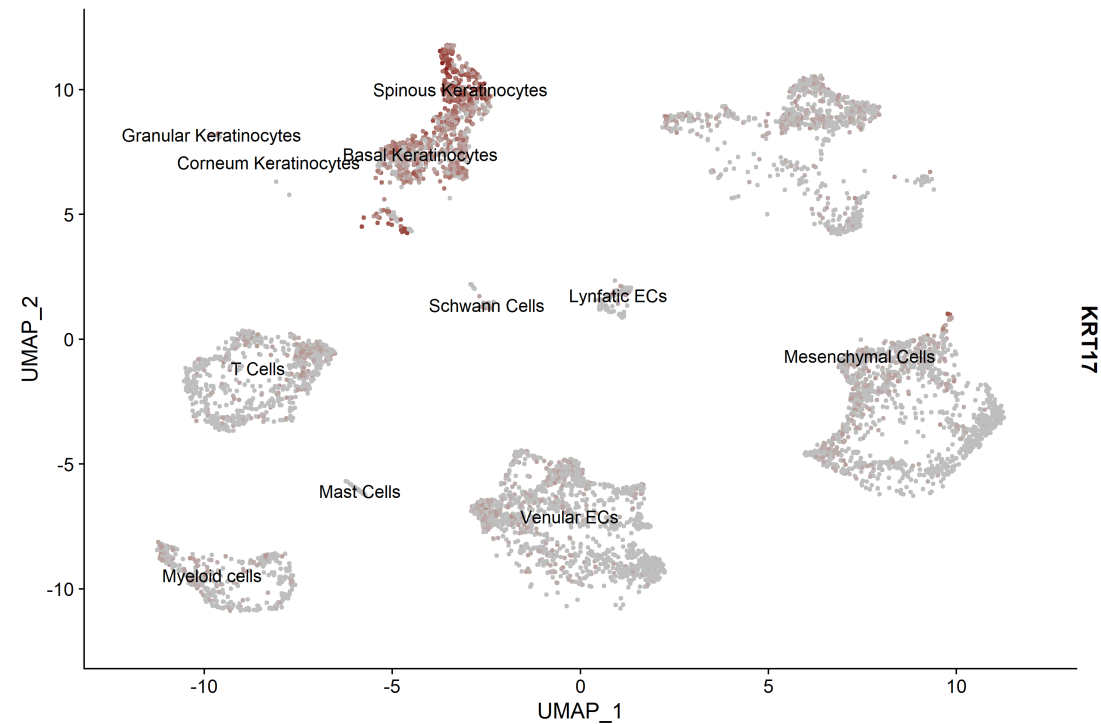 10
5
0
-5
-10
UMAP_2
Spinous Keratinocytes
Granular Keratinocytes
Basal Keratinocytes
Corneum Keratinocytes
Schwann Cells
Lynfatic ECs
Mesenchymal Cells
T Cells
Mast Cells
Venular ECs
Myeloid cells
KRT17
-10
-5
0
5
10
UMAP_1